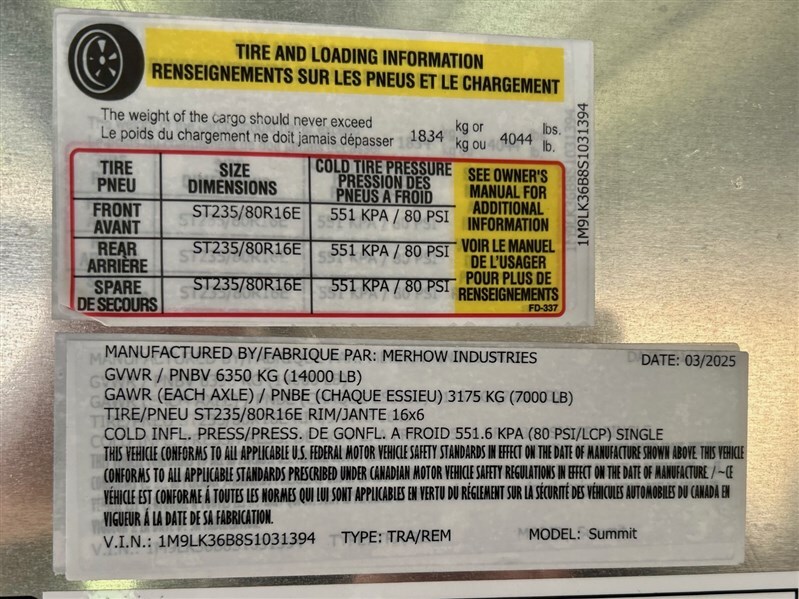 TIRE AND LOADING INFORMATION
RENSEIGNEMENTS SUR LES PNEUS ET LE CHARGEMENT
The weight of the cargo should never exceed
Le poids du chargement ne doit jamais dépasser 1834 kg or kg ou 4044 lbs. lb.
TIRE PNEU SIZE DIMENSIONS COLD TIRE PRESSURE PRESSION DES PNEUS A FROID
FRONT AVANT ST235/80R16E 551 KPA / 80 PSI
REAR ARRIÈRE ST235/80R16E 551 KPA / 80 PSI
SPARE DE SECOURS ST235/80R16E 551 KPA / 80 PSI
SEE OWNER'S
MANUAL FOR
ADDITIONAL
INFORMATION
VOIR LE MANUEL
DE L'USAGER
POUR PLUS DE
RENSEIGNEMENTS
FD-337
1M9LK36B8S1031394
MANUFACTURED BY/FABRIQUE PAR: MERHOW INDUSTRIES DATE: 03/2025
GVWR / PNBV 6350 KG (14000 LB)
GAWR (EACH AXLE) / PNBE (CHAQUE ESSIEU) 3175 KG (7000 LB)
TIRE/PNEU ST235/80R16E RIM/JANTE 16x6
COLD INFL. PRESS/PRESS. DE GONFL. A FROID 551.6 KPA (80 PSI/LCP) SINGLE
THIS VEHICLE CONFORMS TO ALL APPLICABLE U.S. FEDERAL MOTOR VEHICLE SAFETY STANDARDS IN EFFECT ON THE DATE OF MANUFACTURE SHOWN ABOVE. THIS VEHICLE
CONFORMS TO ALL APPLICABLE STANDARDS PRESCRIBED UNDER CANADIAN MOTOR VEHICLE SAFETY REGULATIONS IN EFFECT ON THE DATE OF MANUFACTURE. / ~CE
VÉHICLE EST CONFORME Á TOUTES LES NORMES QUI LUI SONT APPLICABLES EN VERTU DU RÉGLEMENT SUR LA SÉCURITÉ DES VÉHICULES AUTOMOBILES DU CANADA EN
VIGUEUR Á LA DATE DE SA FABRICATION.
V.I.N.: 1M9LK36B8S1031394 TYPE: TRA/REM MODEL: Summit